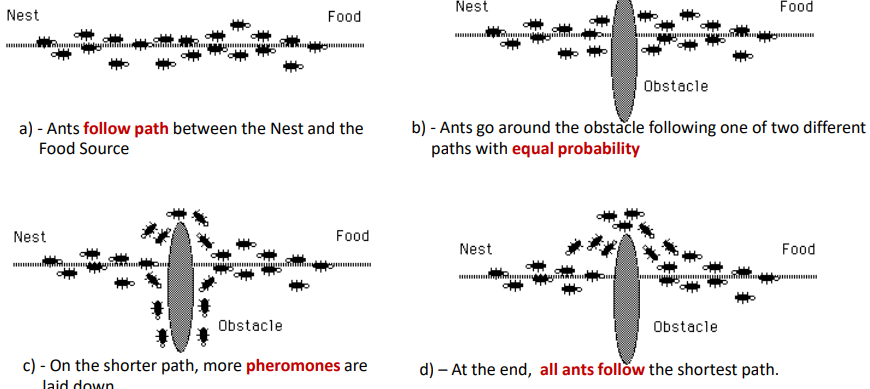 Nest Food
a) - Ants follow path between the Nest and the
Food Source
Nest Food
Obstacle
b) - Ants go around the obstacle following one of two different
paths with equal probability
Nest Food
Obstacle
c) - On the shorter path, more pheromones are
laid down
Nest Food
Obstacle
d) – At the end, all ants follow the shortest path.